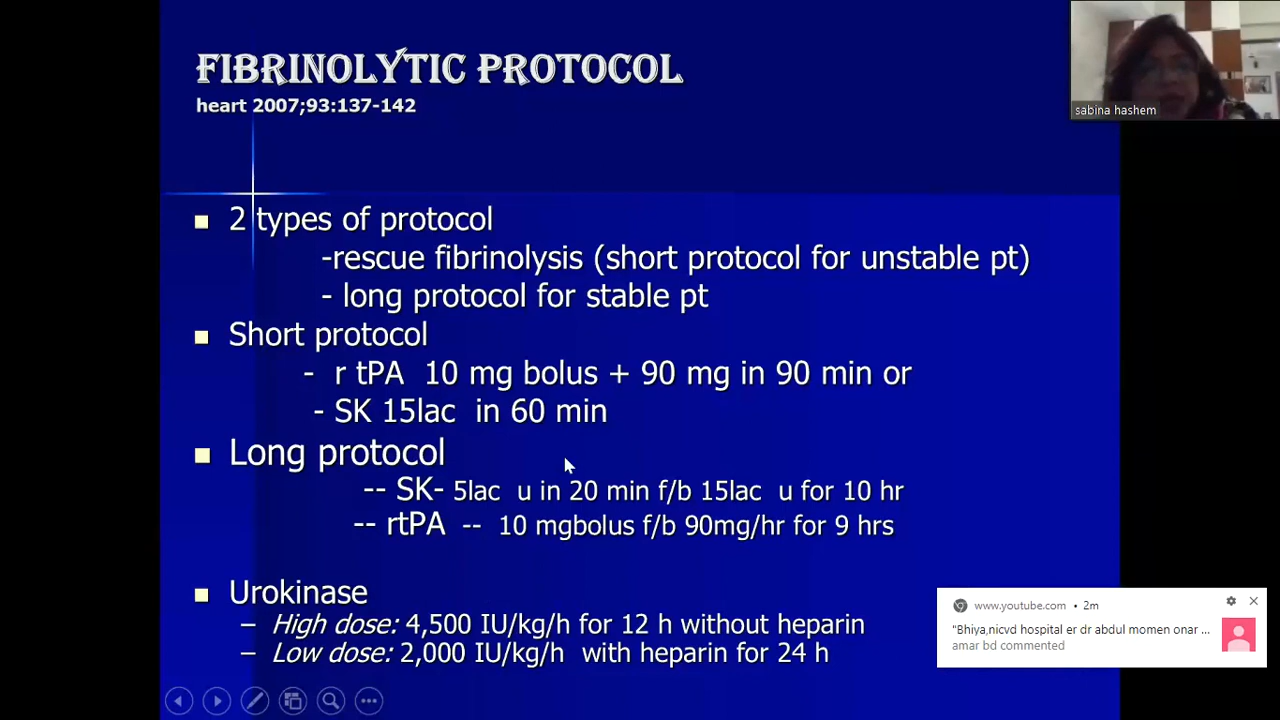 FIBRINOLYTIC PROTOCOL
heart 2007;93:137-142
sabina hashem
2 types of protocol
-rescue fibrinolysis (short protocol for unstable pt)
- long protocol for stable pt
Short protocol
- r tPA 10 mg bolus + 90 mg in 90 min or
- SK 15lac in 60 min
Long protocol
-- SK- 5lac u in 20 min f/b 15lac u for 10 hr
-- rtPA -- 10 mgbolus f/b 90mg/hr for 9 hrs
Urokinase
– High dose: 4,500 IU/kg/h for 12 h without heparin
– Low dose: 2,000 IU/kg/h with heparin for 24 h
www.youtube.com • 2m
"Bhiya,nicvd hospital er dr abdul momen onar ...
amar bd commented